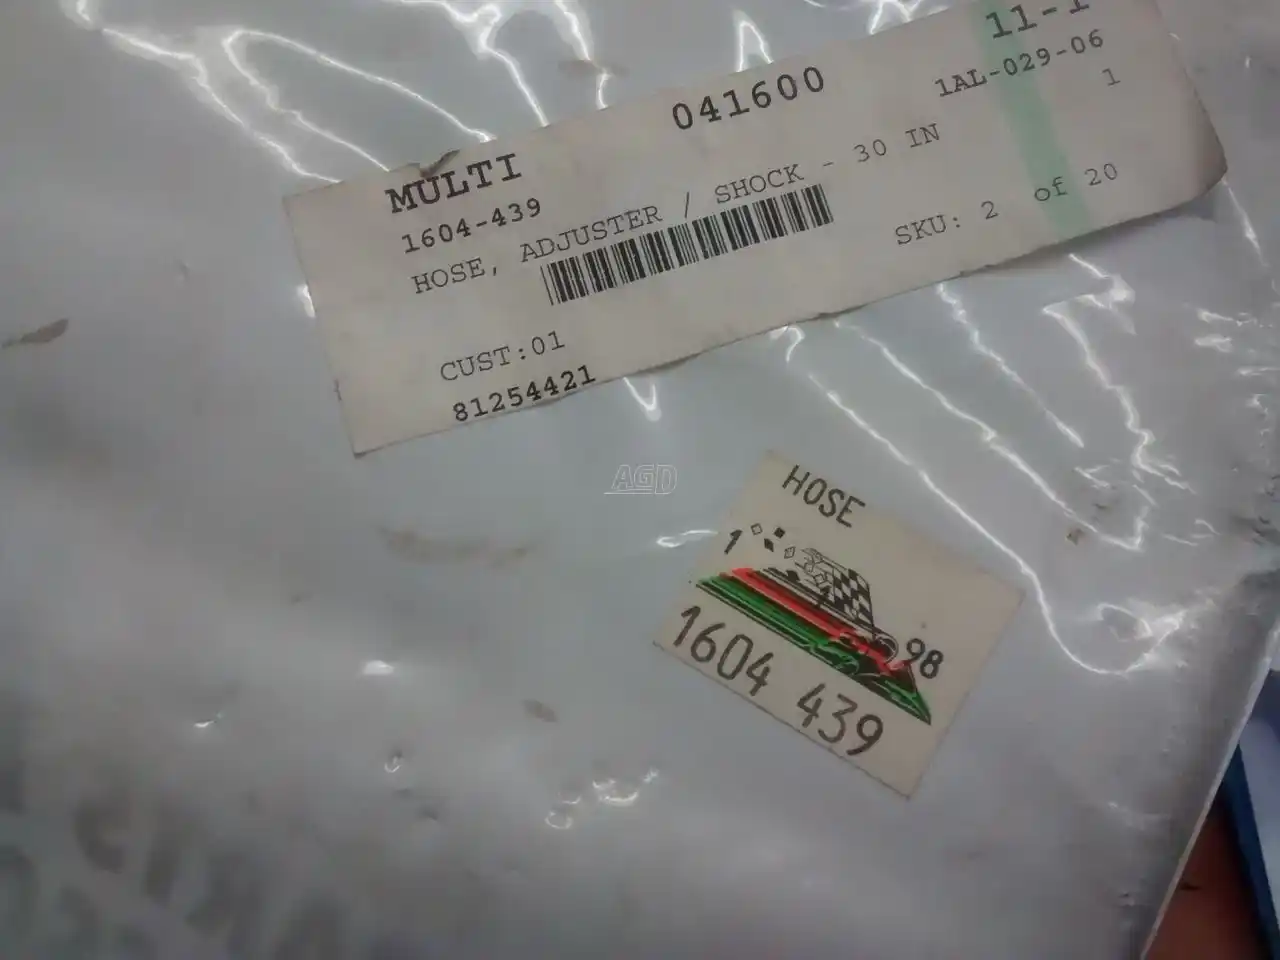 11-1
MULTI 041600 1AL-029-06
1604-439 1
HOSE, ADJUSTER / SHOCK - 30 IN
SKU: 2 of 20
CUST:01
81254421
AGD
HOSE
1 98
1604 439